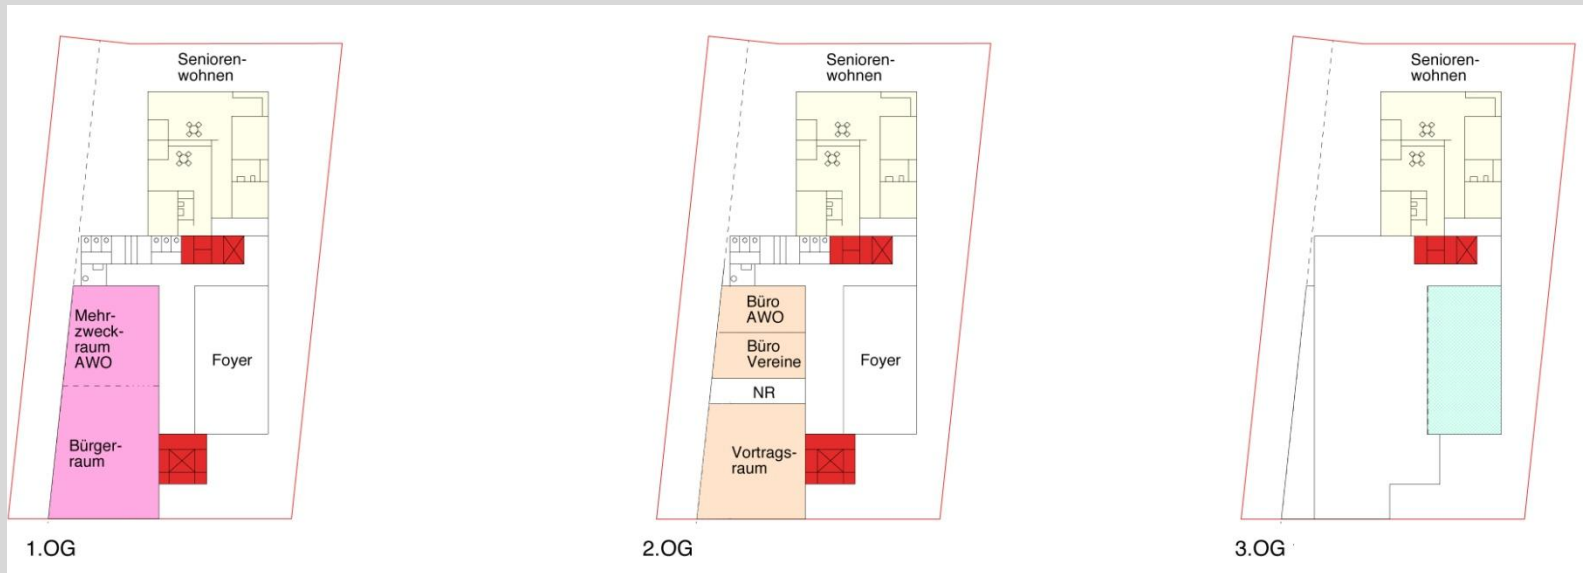 Senioren-
wohnen
Mehr-
zweck-
raum
AWO
Foyer
Bürger-
raum
1.OG
Senioren-
wohnen
Büro
AWO
Büro
Vereine
Foyer
NR
Vortrags-
raum
2.OG
Senioren-
wohnen
3.OG